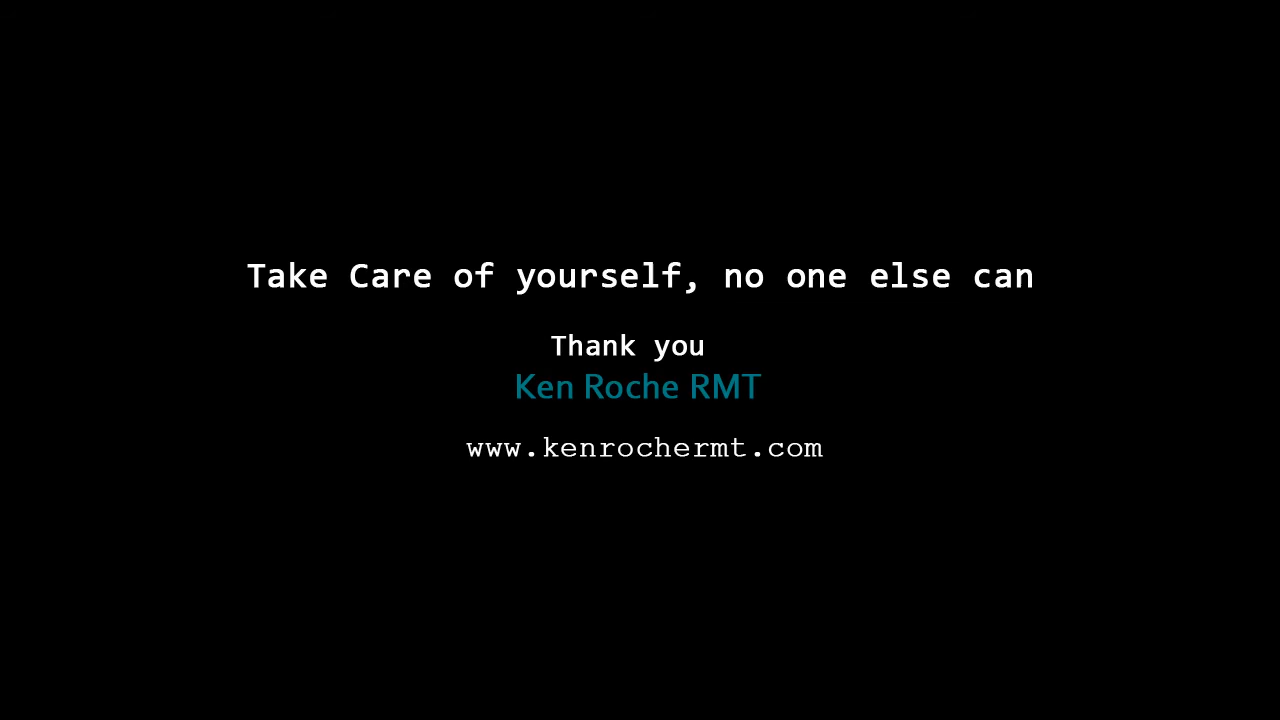 Take Care of yourself, no one else can
Thank you
Ken Roche RMT
www.kenrochermt.com